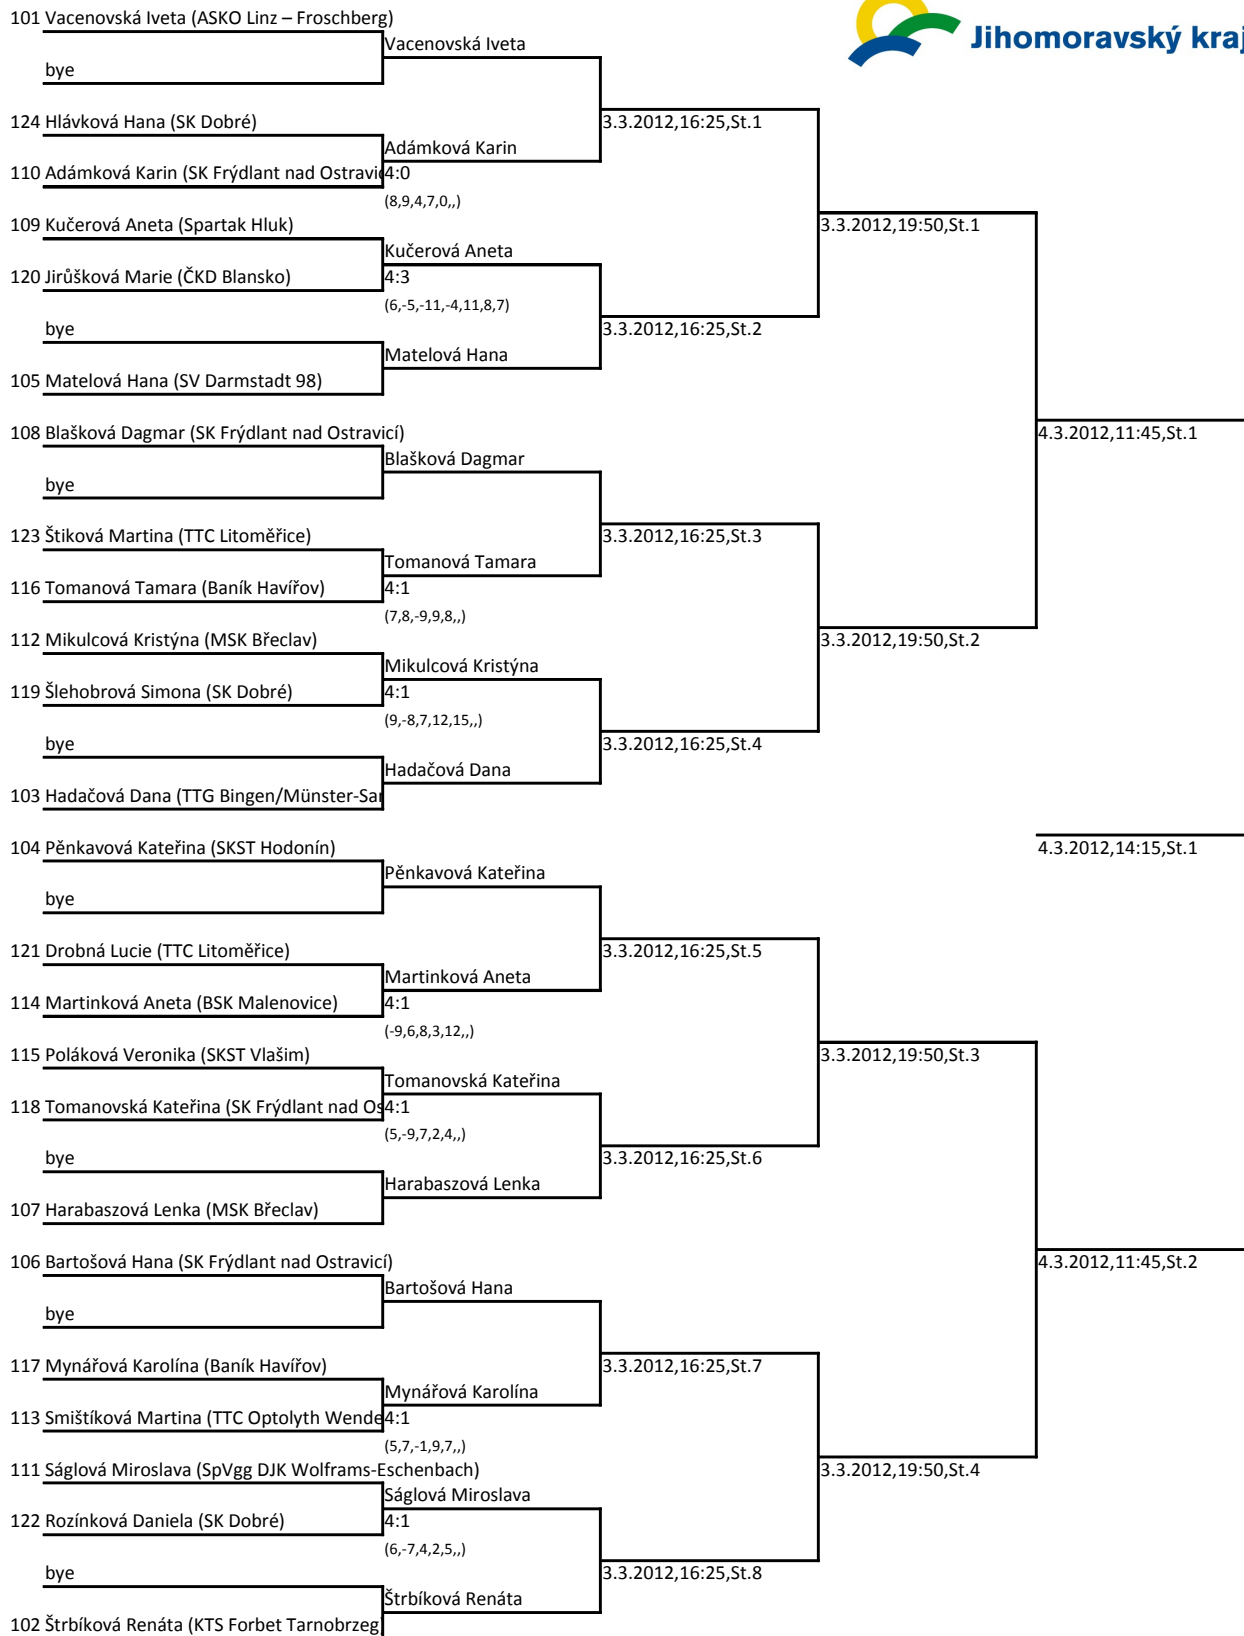 101 Vacenovská Iveta (ASKO Linz – Froschberg)
Jihomoravský kraj
Vacenovská Iveta
bye
124 Hlávková Hana (SK Dobré)
3.3.2012,16:25,St.1
Adámková Karin
110 Adámková Karin (SK Frýdlant nad Ostravi
4:0
(8,9,4,7,0,,)
109 Kučerová Aneta (Spartak Hluk)
3.3.2012,19:50,St.1
Kučerová Aneta
120 Jirůšková Marie (ČKD Blansko)
4:3
(6,-5,-11,-4,11,8,7)
bye
3.3.2012,16:25,St.2
Matelová Hana
105 Matelová Hana (SV Darmstadt 98)
108 Blašková Dagmar (SK Frýdlant nad Ostravicí)
4.3.2012,11:45,St.1
Blašková Dagmar
bye
123 Štiková Martina (TTC Litoměřice)
3.3.2012,16:25,St.3
Tomanová Tamara
116 Tomanová Tamara (Baník Havířov)
4:1
(7,8,-9,9,8,,)
112 Mikulcová Kristýna (MSK Břeclav)
3.3.2012,19:50,St.2
Mikulcová Kristýna
119 Šlehobrová Simona (SK Dobré)
4:1
(9,-8,7,12,15,,)
bye
3.3.2012,16:25,St.4
Hadačová Dana
103 Hadačová Dana (TTG Bingen/Münster-Sar
104 Pěnkavová Kateřina (SKST Hodonín)
4.3.2012,14:15,St.1
Pěnkavová Kateřina
bye
121 Drobná Lucie (TTC Litoměřice)
3.3.2012,16:25,St.5
Martinková Aneta
114 Martinková Aneta (BSK Malenovice)
4:1
(-9,6,8,3,12,,)
115 Poláková Veronika (SKST Vlašim)
3.3.2012,19:50,St.3
Tomanovská Kateřina
118 Tomanovská Kateřina (SK Frýdlant nad Os
4:1
(5,-9,7,2,4,,)
bye
3.3.2012,16:25,St.6
Harabaszová Lenka
107 Harabaszová Lenka (MSK Břeclav)
106 Bartošová Hana (SK Frýdlant nad Ostravicí)
4.3.2012,11:45,St.2
Bartošová Hana
bye
117 Mynářová Karolína (Baník Havířov)
3.3.2012,16:25,St.7
Mynářová Karolína
113 Smištíková Martina (TTC Optolyth Wende
4:1
(5,7,-1,9,7,,)
111 Ságlová Miroslava (SpVgg DJK Wolframs-Eschenbach)
3.3.2012,19:50,St.4
Ságlová Miroslava
122 Rozínková Daniela (SK Dobré)
4:1
(6,-7,4,2,5,,)
bye
3.3.2012,16:25,St.8
Štrbíková Renáta
102 Štrbíková Renáta (KTS Forbet Tarnobrzeg)